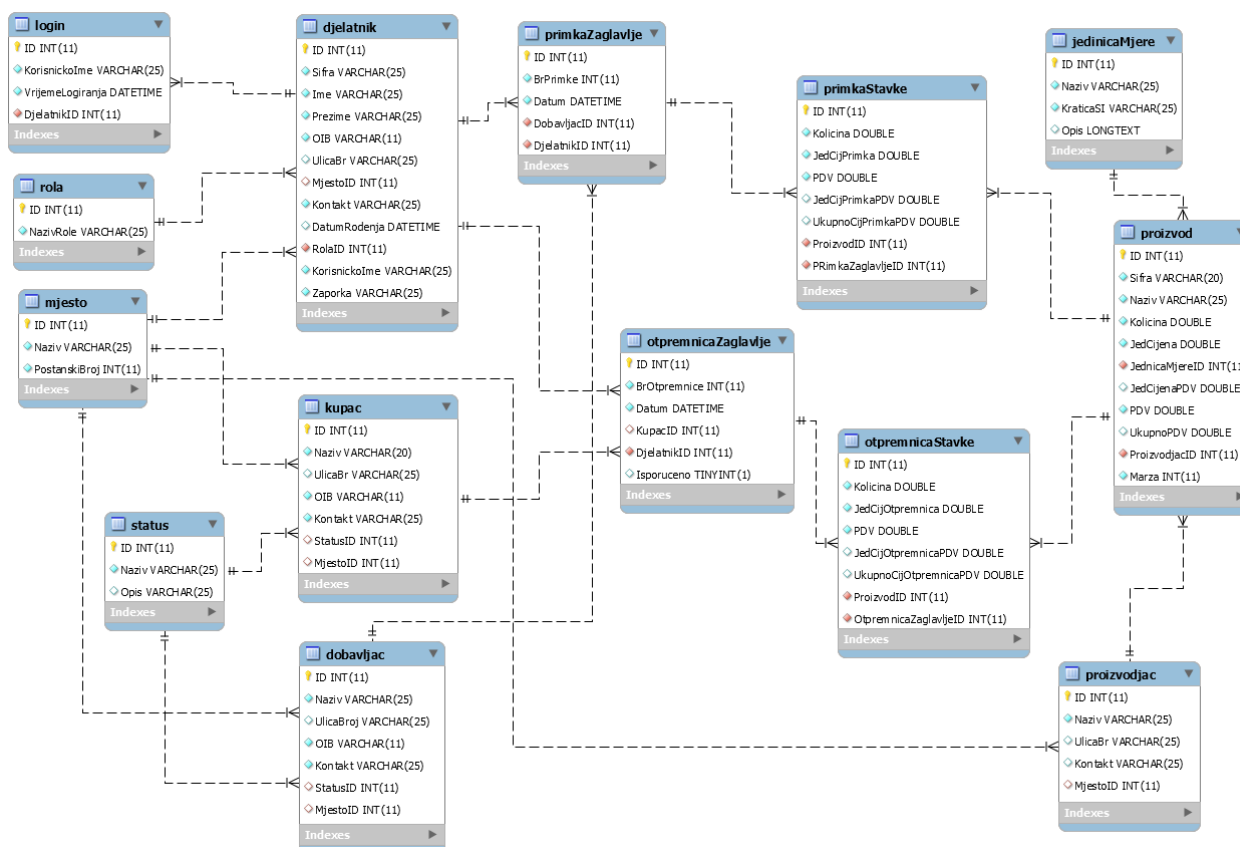 login
ID INT(11)
KorisnickoIme VARCHAR(25)
VrijemeLogiranja DATETIME
DjelatnikID INT(11)
Indexes
rola
ID INT(11)
NazivRole VARCHAR(25)
Indexes
mjesto
ID INT(11)
Naziv VARCHAR(25)
PostanskiBroj INT(11)
Indexes
status
ID INT(11)
Naziv VARCHAR(25)
Opis VARCHAR(25)
Indexes
djelatnik
ID INT(11)
Sifra VARCHAR(25)
Ime VARCHAR(25)
Prezime VARCHAR(25)
OIB VARCHAR(11)
UlicaBr VARCHAR(25)
MjestoID INT(11)
Kontakt VARCHAR(25)
DatumRodenja DATETIME
RolaID INT(11)
KorisnickoIme VARCHAR(25)
Zaporka VARCHAR(25)
Indexes
kupac
ID INT(11)
Naziv VARCHAR(20)
UlicaBr VARCHAR(25)
OIB VARCHAR(11)
Kontakt VARCHAR(25)
StatusID INT(11)
MjestoID INT(11)
Indexes
dobavljac
ID INT(11)
Naziv VARCHAR(25)
UlicaBroj VARCHAR(25)
OIB VARCHAR(11)
Kontakt VARCHAR(25)
StatusID INT(11)
MjestoID INT(11)
Indexes
primkaZaglavlje
ID INT(11)
BrPrimke INT(11)
Datum DATETIME
DobavljacID INT(11)
DjelatnikID INT(11)
Indexes
otpremnicaZaglavlje
ID INT(11)
BrOtpremnice INT(11)
Datum DATETIME
KupacID INT(11)
DjelatnikID INT(11)
Isporuceno TINYINT(1)
Indexes
primkaStavke
ID INT(11)
Kolicina DOUBLE
JedCijPrimka DOUBLE
PDV DOUBLE
JedCijPrimkaPDV DOUBLE
UkupnoCijPrimkaPDV DOUBLE
ProizvodID INT(11)
PRimkaZaglavljeID INT(11)
Indexes
otpremnicaStavke
ID INT(11)
Kolicina DOUBLE
JedCijOtpremnica DOUBLE
PDV DOUBLE
JedCijOtpremnicaPDV DOUBLE
UkupnoCijOtpremnicaPDV DOUBLE
ProizvodID INT(11)
OtpremnicaZaglavljeID INT(11)
Indexes
jedinicaMjere
ID INT(11)
Naziv VARCHAR(25)
KraticaSI VARCHAR(25)
Opis LONGTEXT
Indexes
proizvod
ID INT(11)
Sifra VARCHAR(20)
Naziv VARCHAR(25)
Kolicina DOUBLE
JedCijena DOUBLE
JednicaMjereID INT(11
JedCijenaPDV DOUBLE
PDV DOUBLE
UkupnoPDV DOUBLE
ProizvodjacID INT(11)
Marza INT(11)
Indexes
proizvodjac
ID INT(11)
Naziv VARCHAR(25)
UlicaBr VARCHAR(25)
Kontakt VARCHAR(25)
MjestoID INT(11)
Indexes